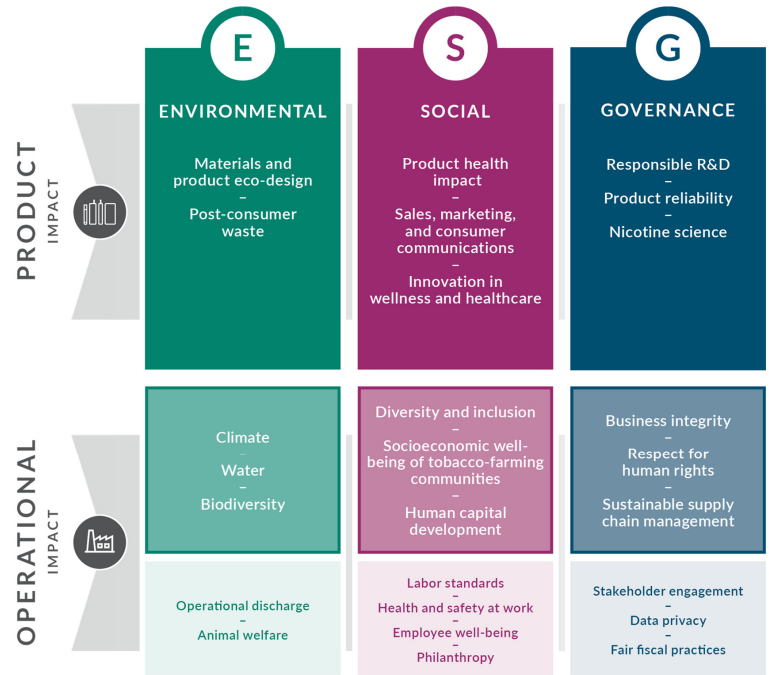 E
S
G
ENVIRONMENTAL
SOCIAL
GOVERNANCE
PRODUCT
IMPACT
Materials and
product eco-design
–
Post-consumer
waste
Product health
impact
–
Sales, marketing,
and consumer
communications
–
Innovation in
wellness and healthcare
Responsible R&D
–
Product reliability
–
Nicotine science
OPERATIONAL
IMPACT
Climate
–
Water
–
Biodiversity
Diversity and inclusion
–
Socioeconomic well-
being of tobacco-farming
communities
–
Human capital
development
Business integrity
–
Respect for
human rights
–
Sustainable supply
chain management
Operational discharge
–
Animal welfare
Labor standards
–
Health and safety at work
–
Employee well-being
–
Philanthropy
Stakeholder engagement
–
Data privacy
–
Fair fiscal practices